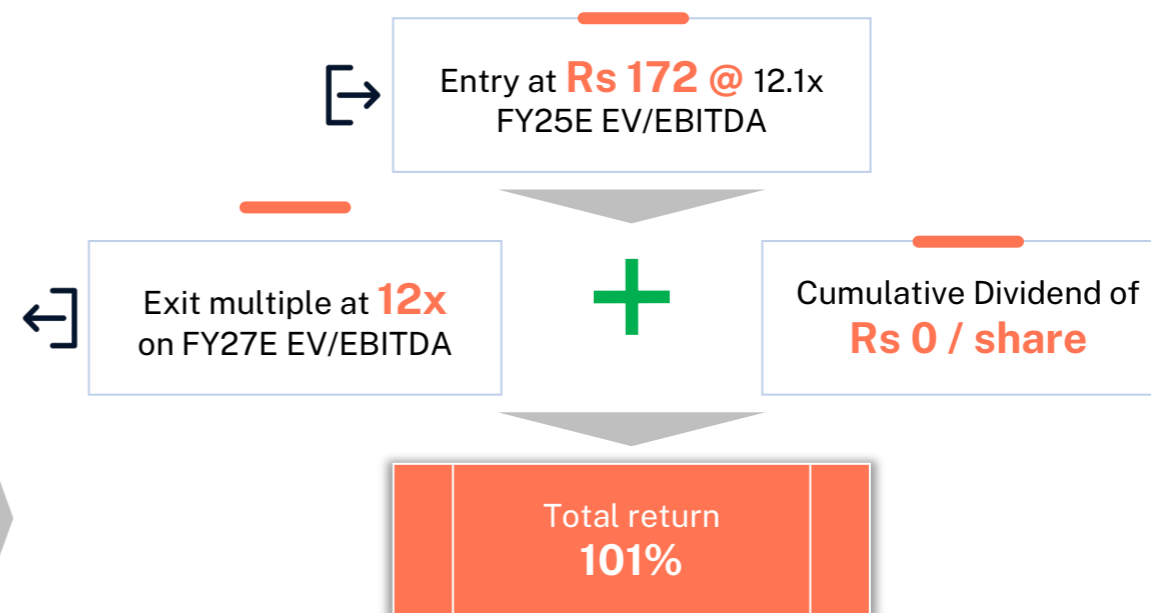 Entry at Rs 172 @ 12.1x
FY25E EV/EBITDA
Exit multiple at 12x
on FY27E EV/EBITDA
Cumulative Dividend of
Rs 0 / share
Total return
101%